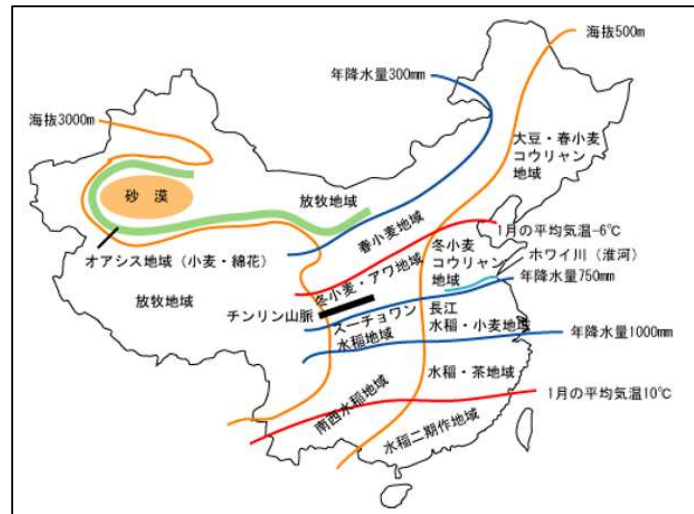 海抜500m
年降水量300mm
海抜3000m
大豆・春小麦
コウリャン
地域
砂 漠
放牧地域
春小麦地域
1月の平均気温-6℃
オアシス地域（小麦・綿花）
冬小麦
コウリャン
地域
ホワイ川（淮河）
年降水量750mm
放牧地域
冬小麦・アワ地域
チンリン山脈
スーチョワン
水稲地域
長江
水稲・小麦地域
年降水量1000mm
水稲・茶地域
南西水稲地域
1月の平均気温10℃
水稲二期作地域